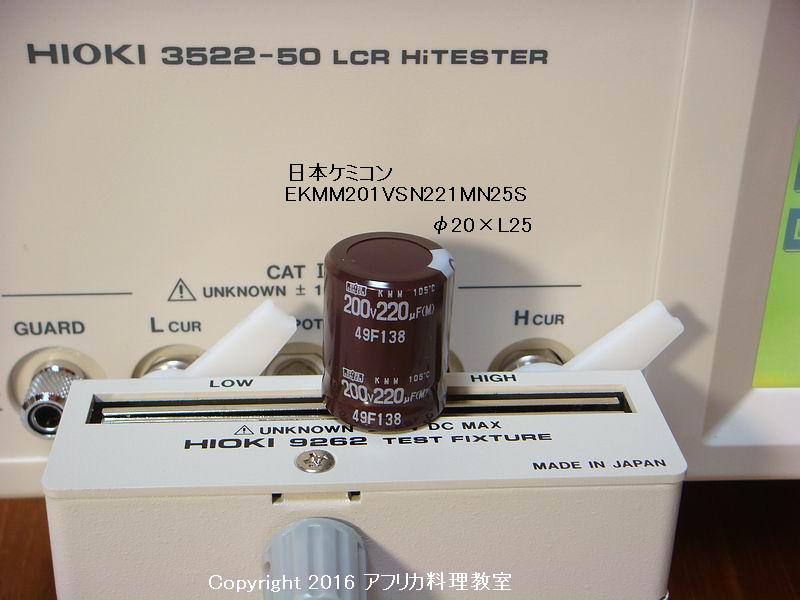 HIOKI 3522-50 LCR HiTESTER
日本ケミコン
EKMM201VSN221MN25S
φ20×L25
CAT
UNKNOWN ±
GUARD
L CUR
H CUR
KMM 105°C
200V220μF(M)
49F138
KMM 105°C
200V220μF(M)
49F138
LOW
HIGH
UNKNOWN DC MAX
HIOKI 9262 TEST FIXTURE
MADE IN JAPAN
Copyright 2016 アフリカ料理教室